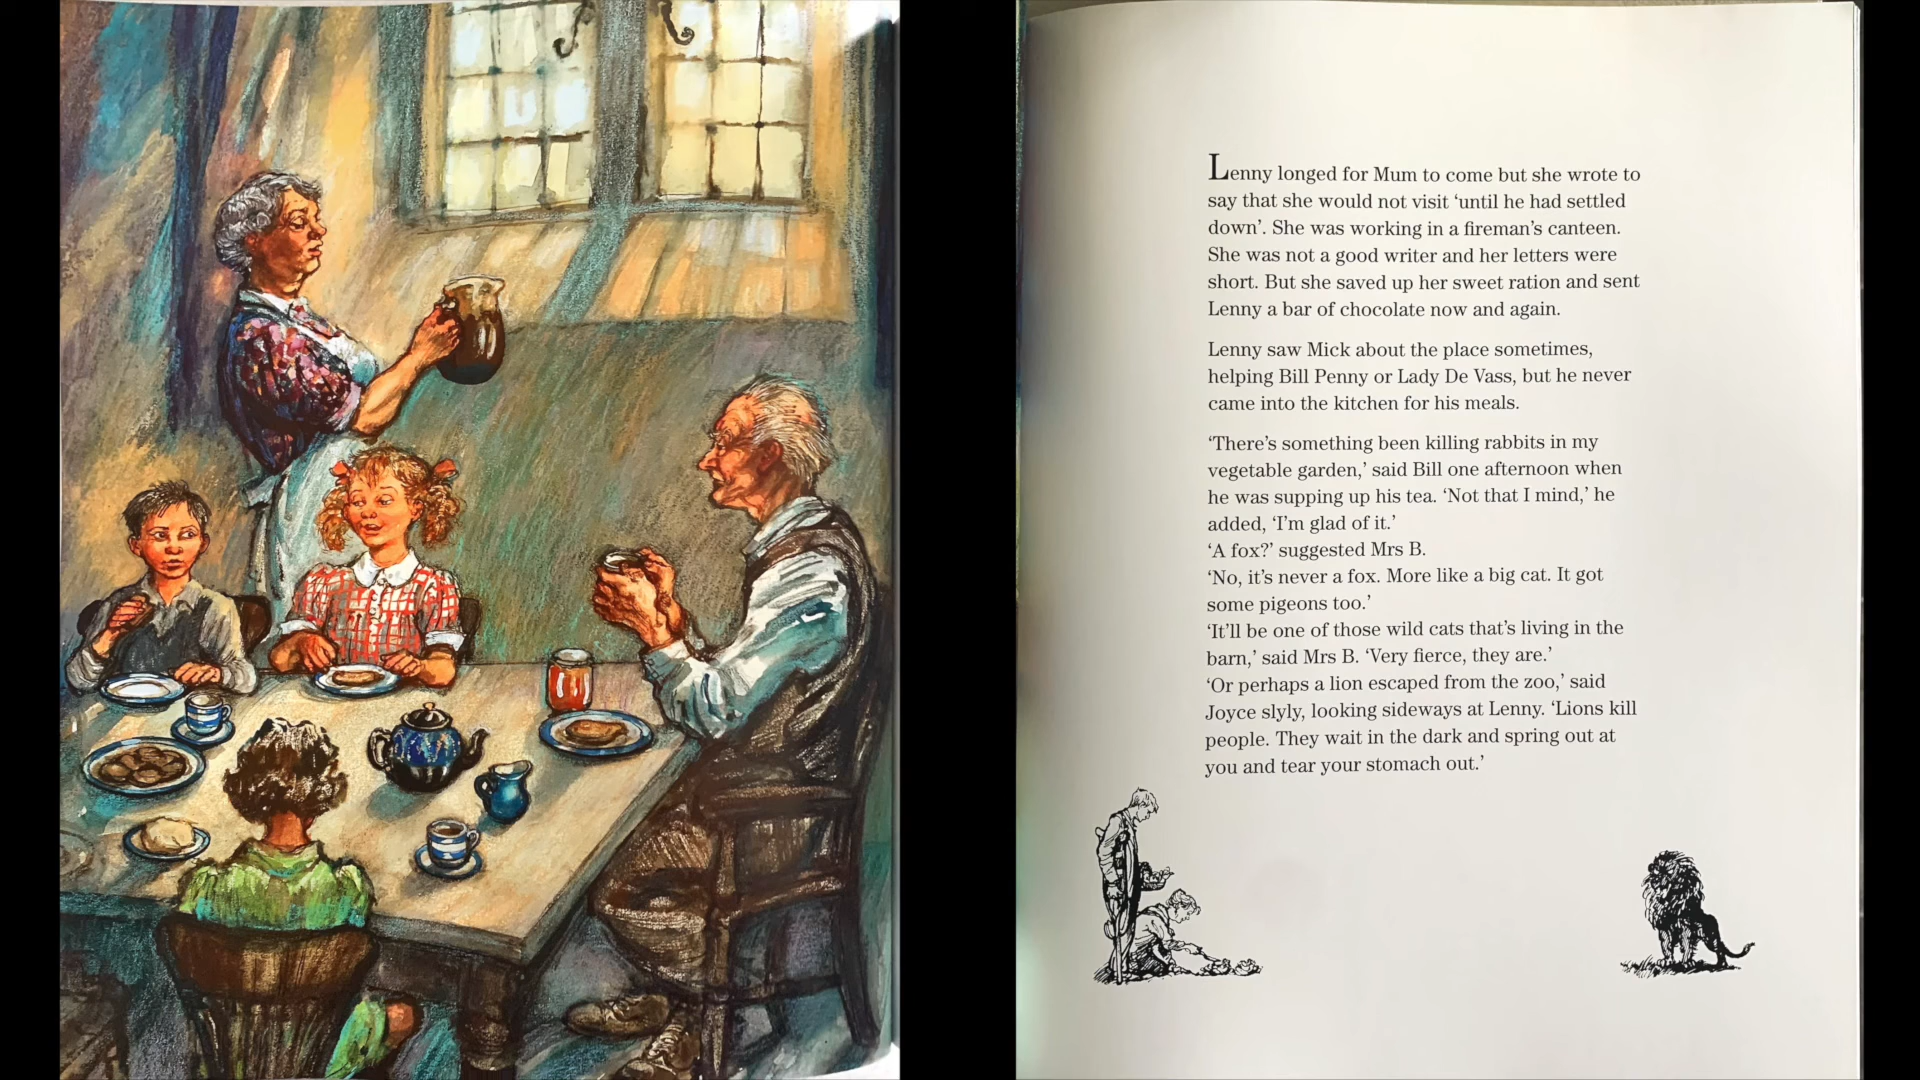 Lenny longed for Mum to come but she wrote to
say that she would not visit ‘until he had settled
down’. She was working in a fireman’s canteen.
She was not a good writer and her letters were
short. But she saved up her sweet ration and sent
Lenny a bar of chocolate now and again.
Lenny saw Mick about the place sometimes,
helping Bill Penny or Lady De Vass, but he never
came into the kitchen for his meals.
‘There’s something been killing rabbits in my
vegetable garden,’ said Bill one afternoon when
he was supping up his tea. ‘Not that I mind,’ he
added, ‘I’m glad of it.’
‘A fox?’ suggested Mrs B.
‘No, it’s never a fox. More like a big cat. It got
some pigeons too.’
‘It’ll be one of those wild cats that’s living in the
barn,’ said Mrs B. ‘Very fierce, they are.’
‘Or perhaps a lion escaped from the zoo,’ said
Joyce slyly, looking sideways at Lenny. ‘Lions kill
people. They wait in the dark and spring out at
you and tear your stomach out.’